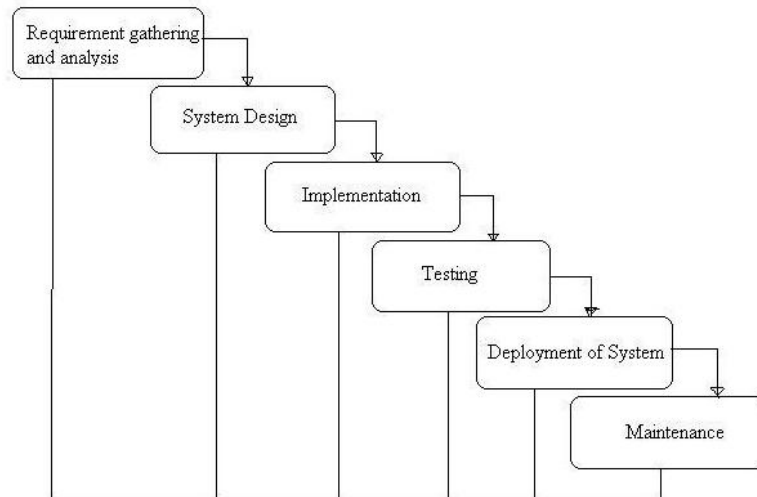 Requirement gathering
and analysis
System Design
Implementation
Testing
Deployment of System
Maintenance